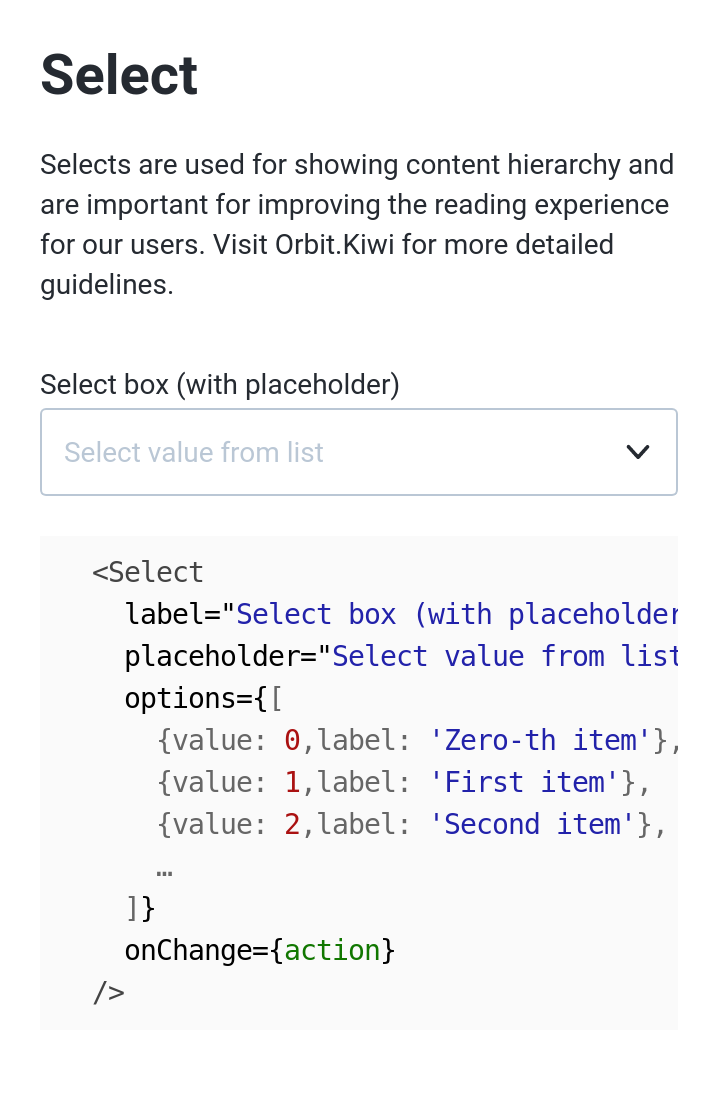 Select
Selects are used for showing content hierarchy and
are important for improving the reading experience
for our users. Visit Orbit.Kiwi for more detailed
guidelines.
Select box (with placeholder)
Select value from list
<Select
  label="Select box (with placeholder
  placeholder="Select value from list
  options={[
    {value: 0,label: 'Zero-th item'},
    {value: 1,label: 'First item'},
    {value: 2,label: 'Second item'},
    …
  ]}
  onChange={action}
/>